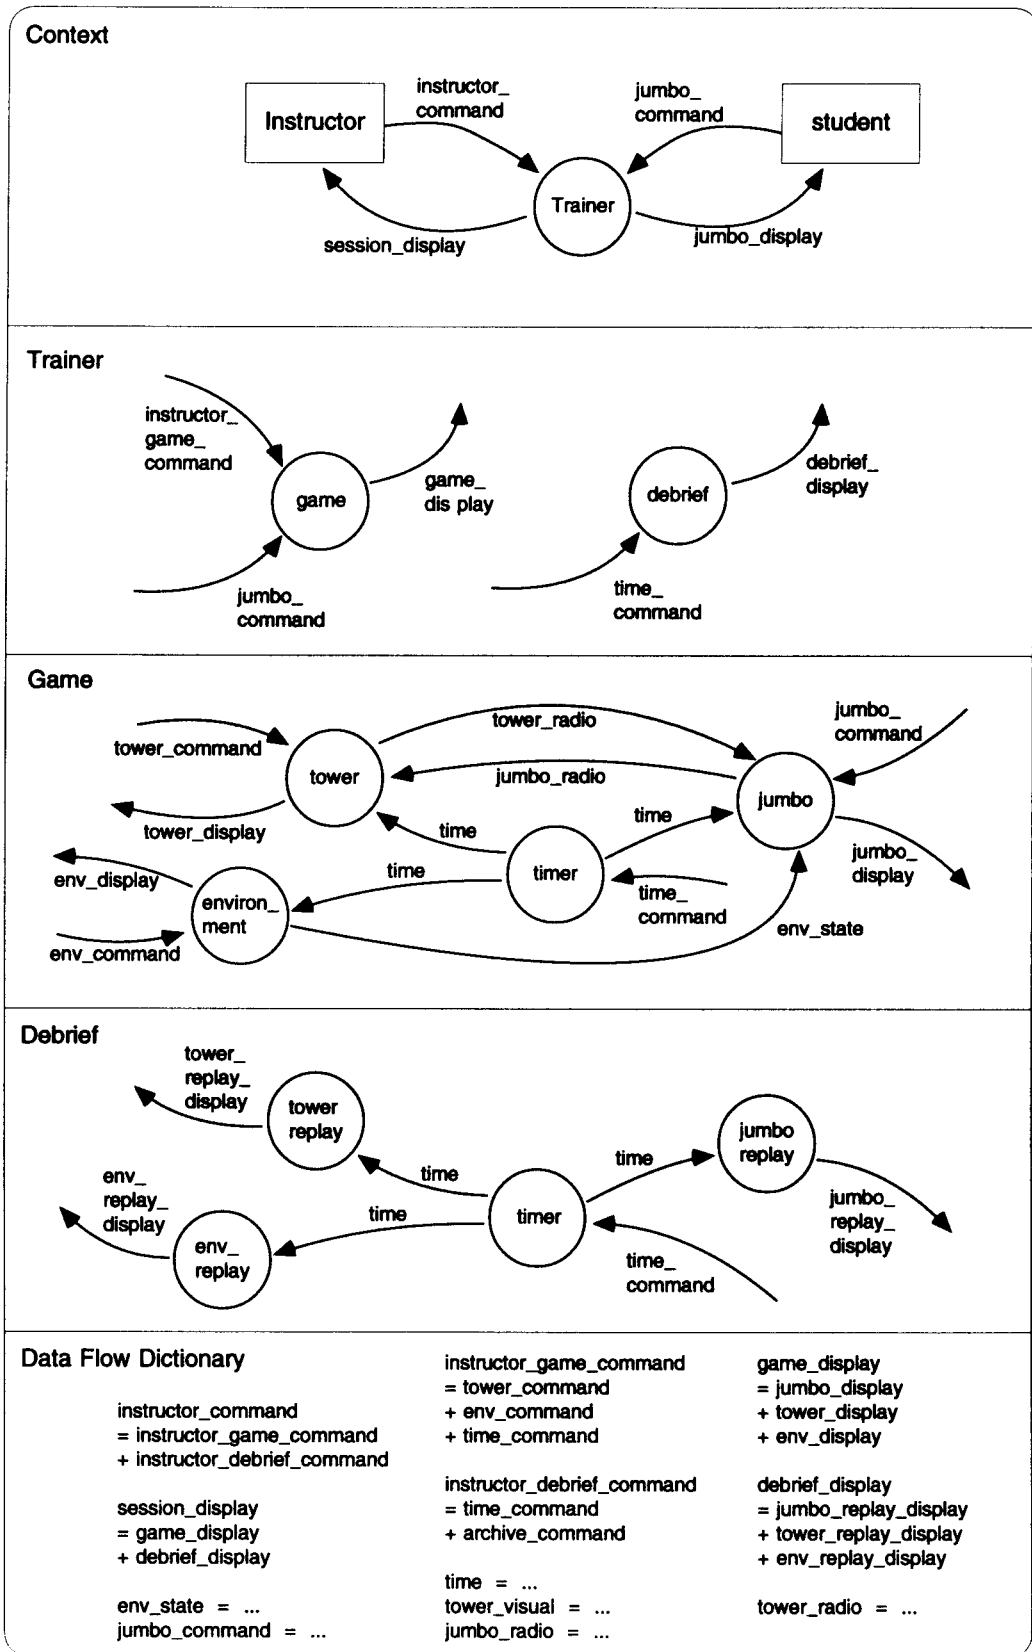 Context
instructor_
command
jumbo_
command
Instructor
student
Trainer
session_display
jumbo_display
Trainer
instructor_
game_
command
game
game_
dis play
jumbo_
command
debrief
debrief_
display
time_
command
Game
tower_command
tower_radio
jumbo_
command
tower
jumbo_radio
jumbo
tower_display
time
time
env_display
time
timer
jumbo_
display
environ_
ment
time_
command
env_command
env_state
Debrief
tower_
replay_
display
tower
replay
jumbo
replay
time
time
env_
replay_
display
time
timer
jumbo_
replay_
display
env_
replay
time_
command
Data Flow Dictionary
instructor_command
= instructor_game_command
+ instructor_debrief_command
session_display
= game_display
+ debrief_display
env_state = ...
jumbo_command = ...
instructor_game_command
= tower_command
+ env_command
+ time_command
instructor_debrief_command
= time_command
+ archive_command
time = ...
tower_visual = ...
jumbo_radio = ...
game_display
= jumbo_display
+ tower_display
+ env_display
debrief_display
= jumbo_replay_display
+ tower_replay_display
+ env_replay_display
tower_radio = ...